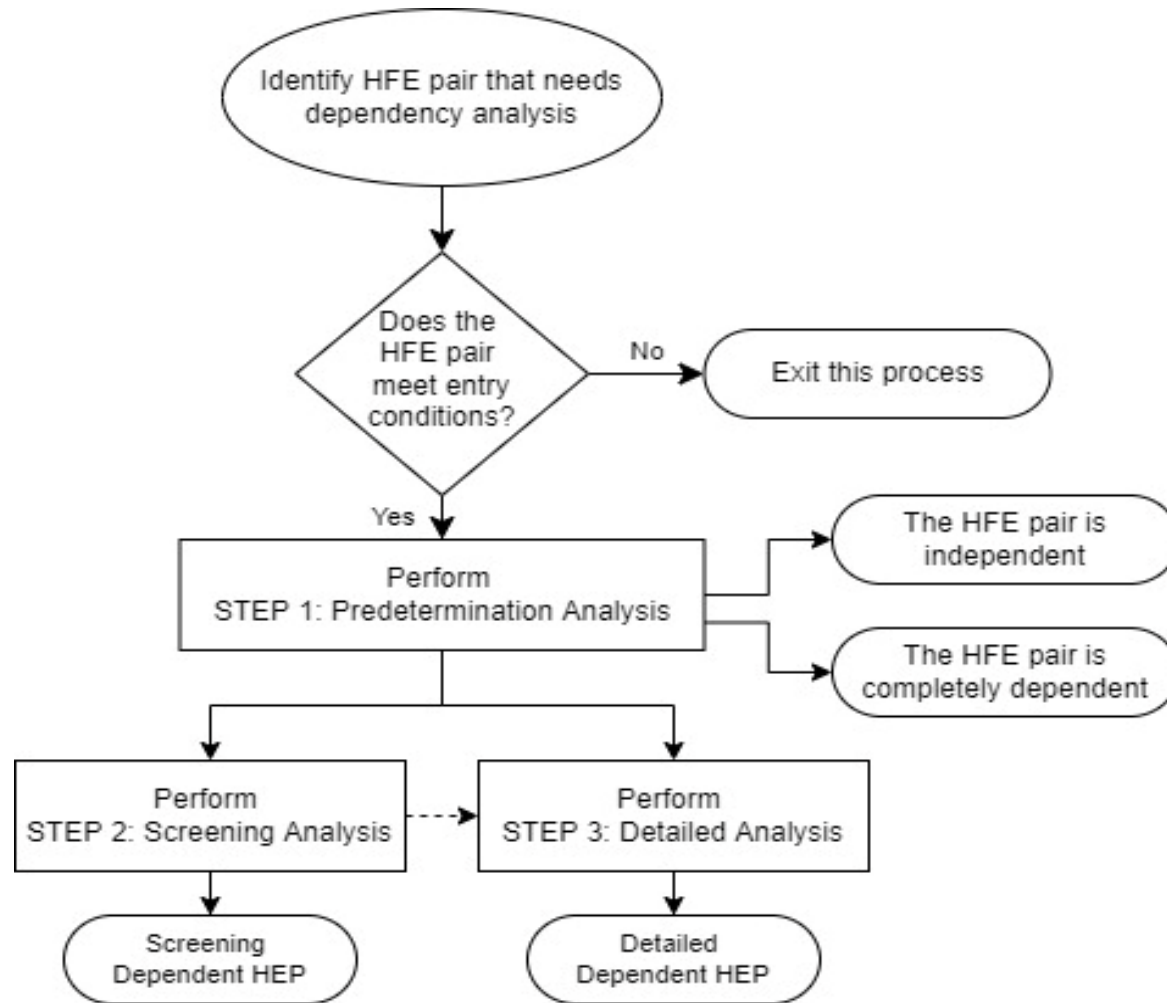 Identify HFE pair that needs
dependency analysis
Does the
HFE pair
meet entry
conditions?
No
Exit this process
Yes
Perform
STEP 1: Predetermination Analysis
The HFE pair is
independent
The HFE pair is
completely dependent
Perform
STEP 2: Screening Analysis
Perform
STEP 3: Detailed Analysis
Screening
Dependent HEP
Detailed
Dependent HEP